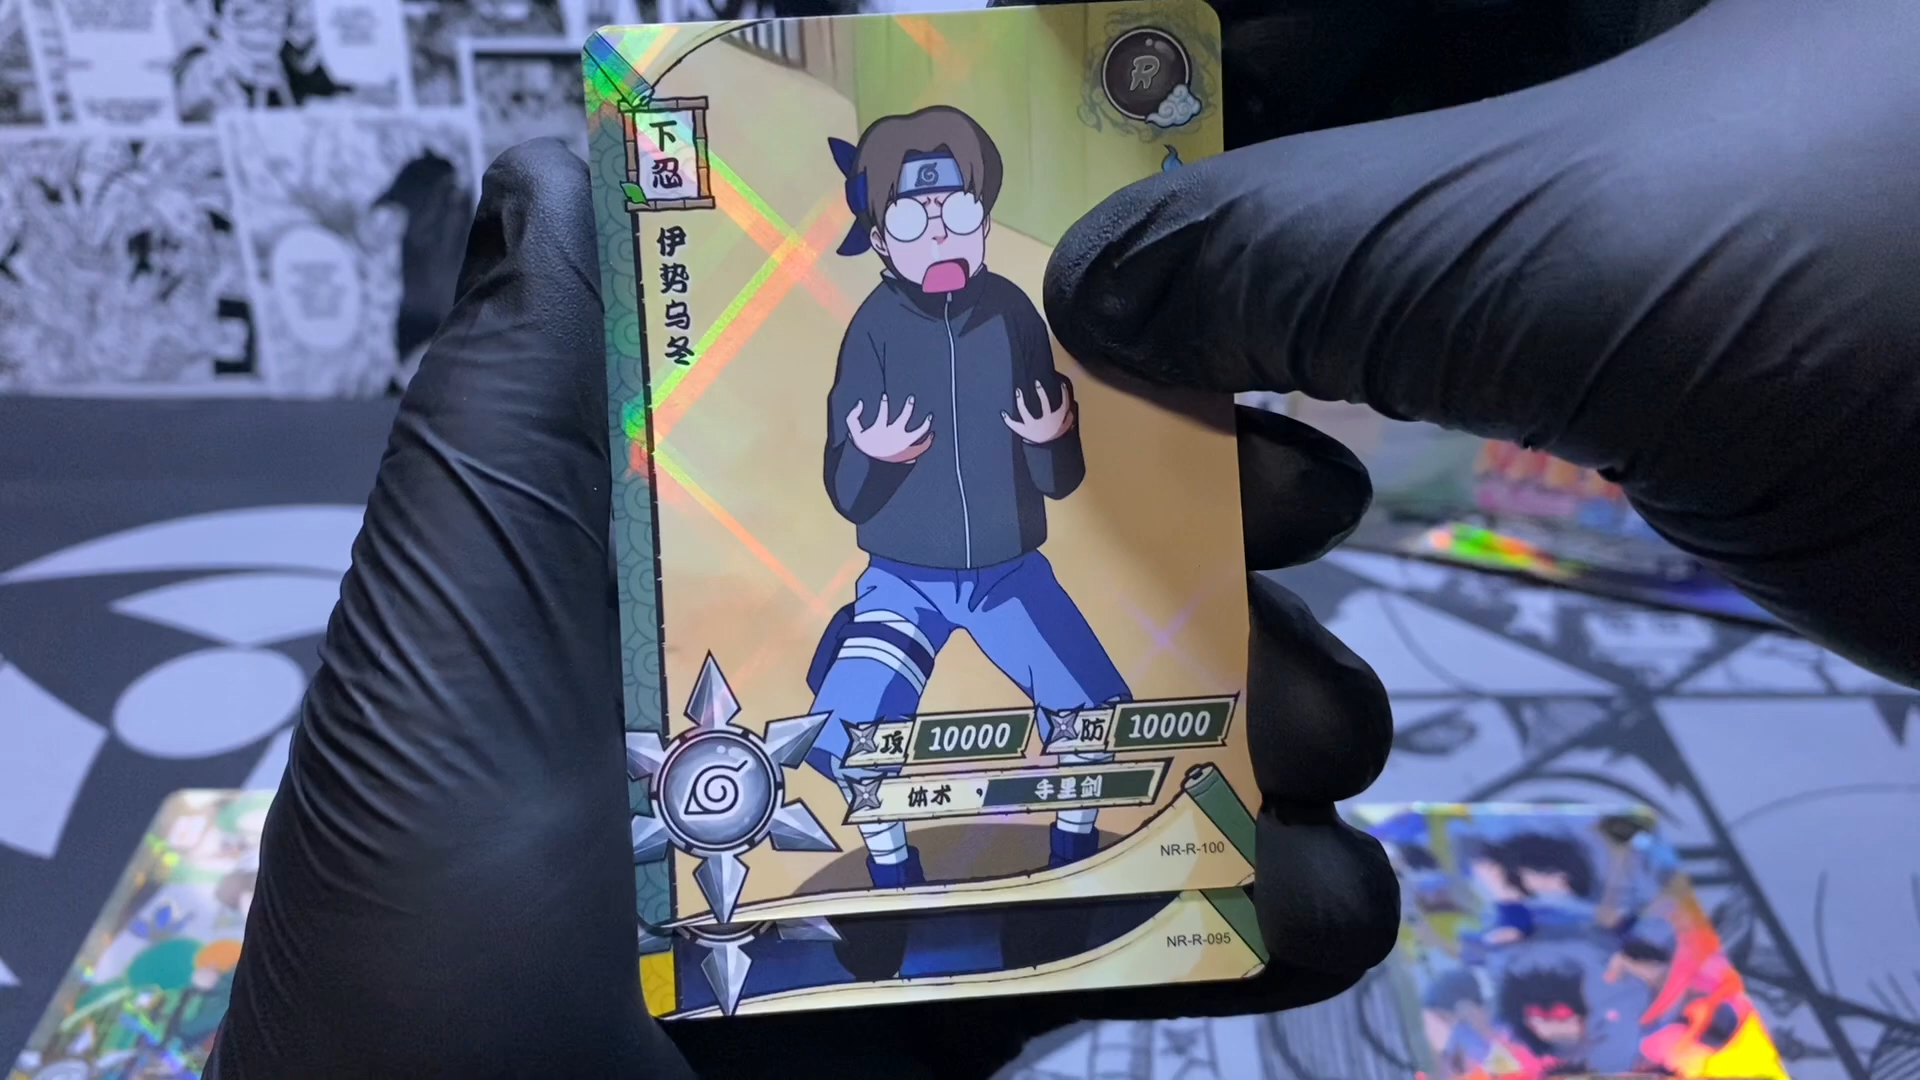 R
下忍
伊势乌冬
攻 10000
防 10000
体术，手里剑
NR-R-100
NR-R-095